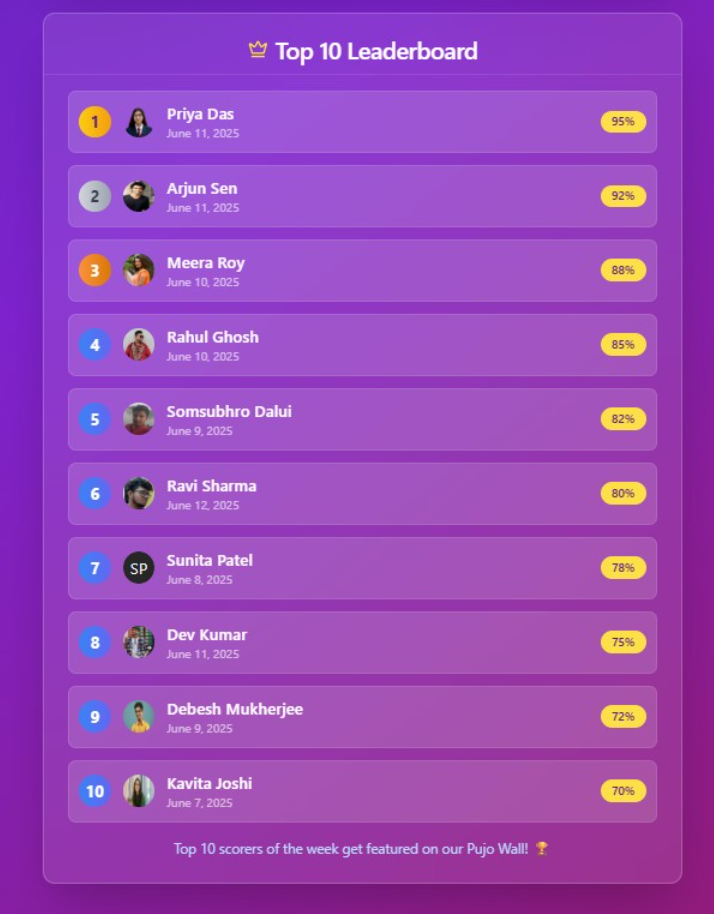 Top 10 Leaderboard
1
Priya Das
95%
June 11, 2025
2
Arjun Sen
92%
June 11, 2025
3
Meera Roy
88%
June 10, 2025
4
Rahul Ghosh
85%
June 10, 2025
5
Somsubhro Dalui
82%
June 9, 2025
6
Ravi Sharma
80%
June 12, 2025
7
SP
Sunita Patel
78%
June 8, 2025
8
Dev Kumar
75%
June 11, 2025
9
Debesh Mukherjee
72%
June 9, 2025
10
Kavita Joshi
70%
June 7, 2025
Top 10 scorers of the week get featured on our Pujo Wall! 🏆